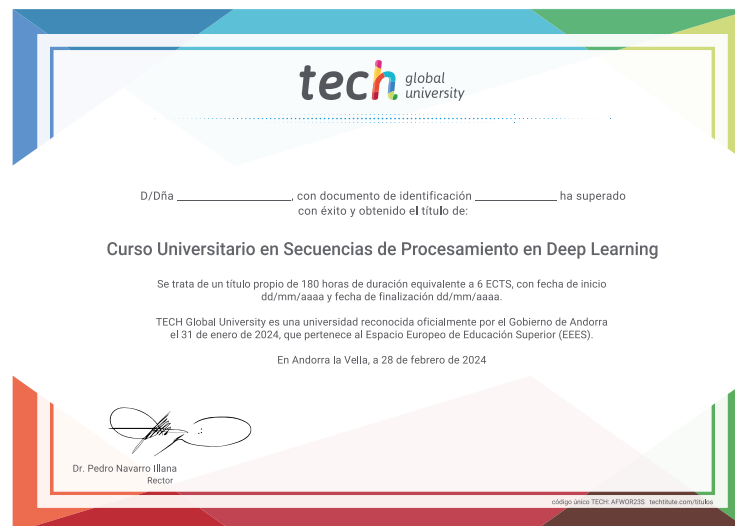 tech global university
D/Dña ______________, con documento de identificación __________ ha superado
con éxito y obtenido el título de:
Curso Universitario en Secuencias de Procesamiento en Deep Learning
Se trata de un título propio de 180 horas de duración equivalente a 6 ECTS, con fecha de inicio
dd/mm/aaaa y fecha de finalización dd/mm/aaaa.
TECH Global University es una universidad reconocida oficialmente por el Gobierno de Andorra
el 31 de enero de 2024, que pertenece al Espacio Europeo de Educación Superior (EEES).
En Andorra la Vella, a 28 de febrero de 2024
Dr. Pedro Navarro Illana
Rector
código único TECH: AFWOR23S techtitute.com/títulos